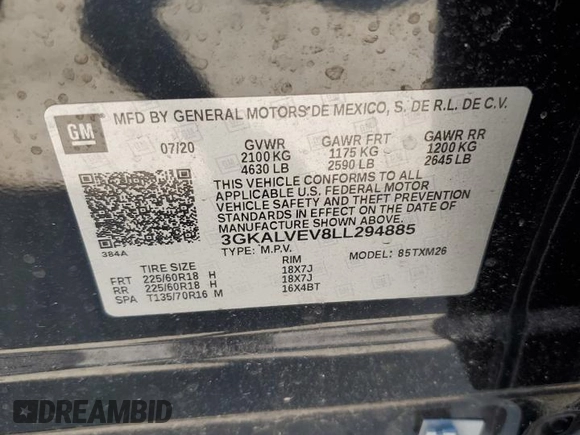 GM
MFD BY GENERAL MOTORS DE MEXICO, S. DE R.L. DE C.V.
07/20 GVWR GAWR FRT GAWR RR
2100 KG 1175 KG 1200 KG
4630 LB 2590 LB 2645 LB
THIS VEHICLE CONFORMS TO ALL
APPLICABLE U.S. FEDERAL MOTOR
VEHICLE SAFETY AND THEFT PREVENTION
STANDARDS IN EFFECT ON THE DATE OF
MANUFACTURE SHOWN ABOVE.
384A 3GKALVEV8LL294885
TYPE: M.P.V. MODEL: 85TXM26
TIRE SIZE RIM
FRT 225/60R18 H 18X7J
RR 225/60R18 H 18X7J
SPA T135/70R16 M 16X4BT
DREAMBID